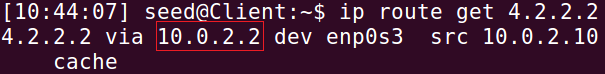 [10:44:07] seed@Client:~$ ip route get 4.2.2.2
4.2.2.2 via 10.0.2.2 dev enp0s3  src 10.0.2.10
    cache